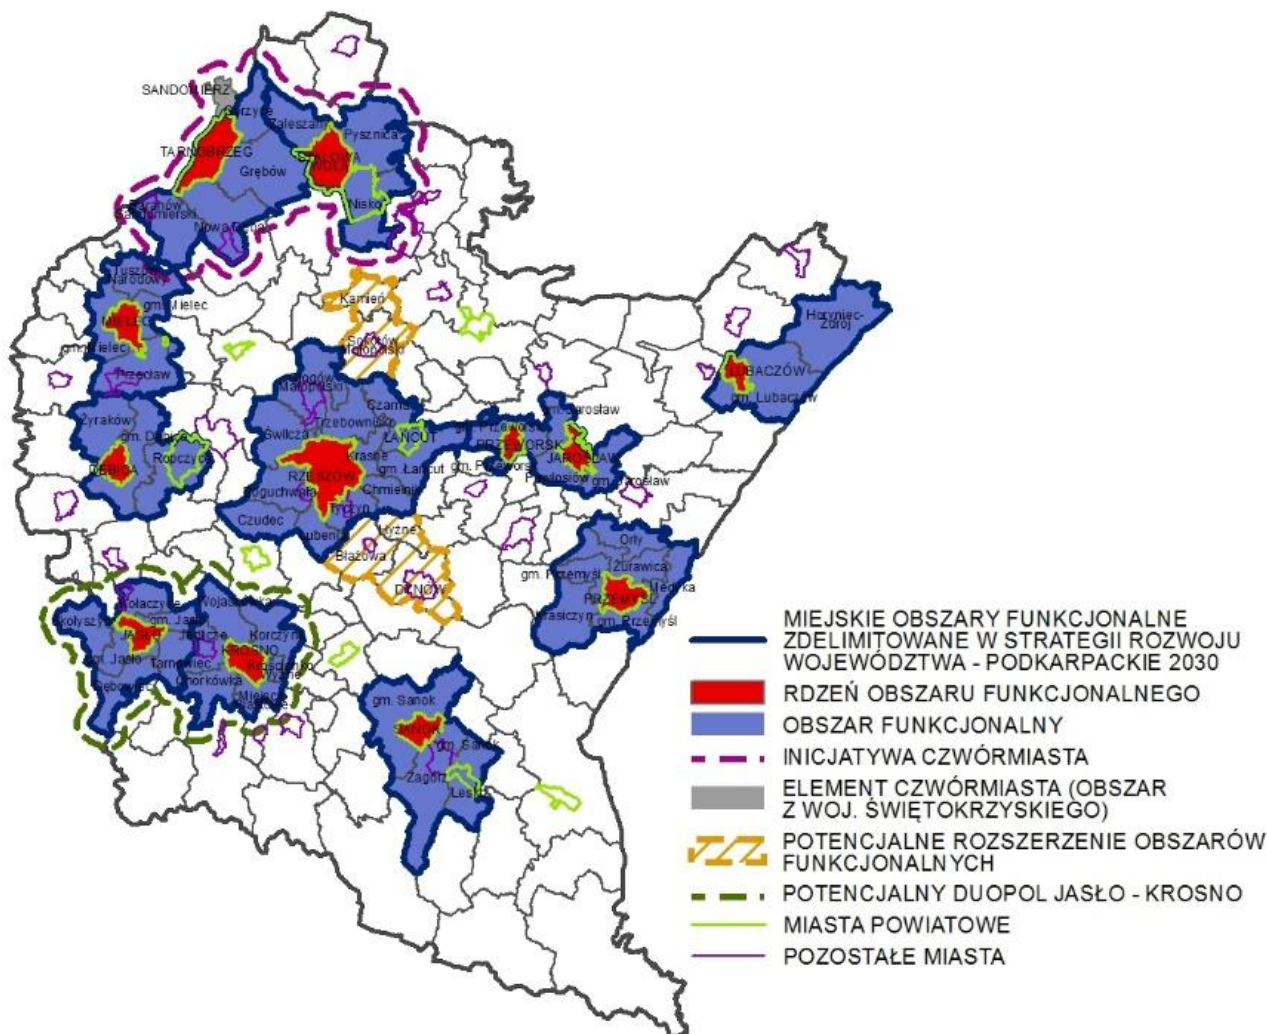 SANDOMIERZ
Gorzyce
Zaleszany
Pysznica
TARNOBRZEG
STALOWA
WOLA
Grębów
Nisko
Baranów
Sandomierski
Nowa Dęba
Tuszów
Narodowy
gm. Mielec
MIELEC
gm. Mielec
Przecław
Kamień
Sokołów
Małopolski
Horyniec-
Zdrój
LUBACZÓW
gm. Lubaczów
Żyraków
gm. Dębica
DĘBICA
Ropczyce
Głogów
Małopolski
Czarna
Trzebownisko
Świlcza
ŁAŃCUT
Krasne
RZESZÓW
gm. Łańcut
Boguchwała
Chmielnik
Tyczyn
Czudec
Lubenia
gm. Przeworsk
PRZEWORSK
gm. Przeworsk
gm. Jarosław
JAROSŁAW
Pawłosiów
gm. Jarosław
Hyżne
Błażowa
DYNÓW
Orły
gm. Przemyśl
Żurawica
Medyka
PRZEMYŚL
Krasiczyn
gm. Przemyśl
Kołaczyce
Wojaszówka
Skołyszyn
gm. Jasło
JASŁO
Jedlicze
Korczyna
gm. Jasło
Tarnowiec
KROSNO
Krościenko
Wyżne
Dębowiec
Chorkówka
Miejsce
Piastowe
gm. Sanok
SANOK
gm. Sanok
Zagórz
Lesko
MIEJSKIE OBSZARY FUNKCJONALNE
ZDELIMITOWANE W STRATEGII ROZWOJU
WOJEWÓDZTWA - PODKARPACKIE 2030
RDZEŃ OBSZARU FUNKCJONALNEGO
OBSZAR FUNKCJONALNY
INICJATYWA CZWÓRMIASTA
ELEMENT CZWÓRMIASTA (OBSZAR
Z WOJ. ŚWIĘTOKRZYSKIEGO)
POTENCJALNE ROZSZERZENIE OBSZARÓW
FUNKCJONALNYCH
POTENCJALNY DUOPOL JASŁO - KROSNO
MIASTA POWIATOWE
POZOSTAŁE MIASTA